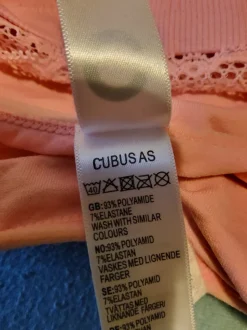 CUBUS AS
40
GB: 93% POLYAMIDE
7% ELASTANE
WASH WITH SIMILAR
COLOURS
NO: 93% POLYAMID
7% ELASTAN
VASKES MED LIGNENDE
FARGER
SE: 93% POLYAMID
7% ELASTAN
TVÄTTAS MED
LIKNANDE FÄRGER